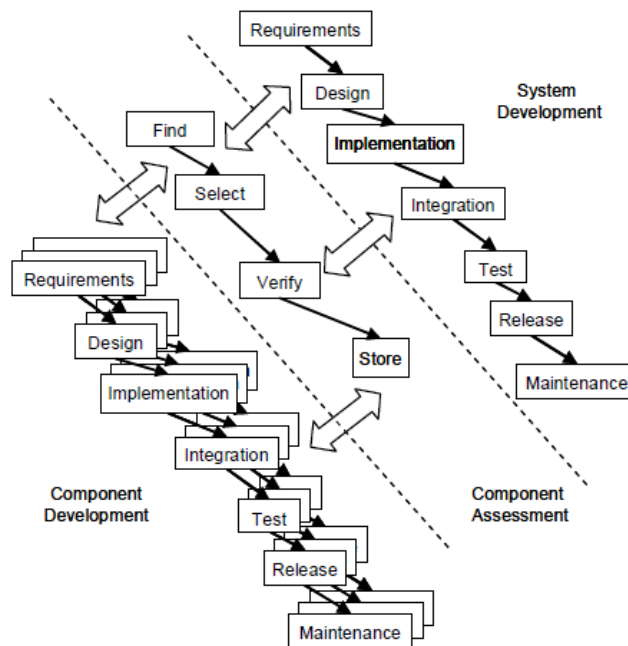 Requirements
Design
System
Development
Implementation
Find
Select
Integration
Verify
Test
Requirements
Release
Design
Store
Maintenance
Implementation
Integration
Component
Development
Component
Assessment
Test
Release
Maintenance